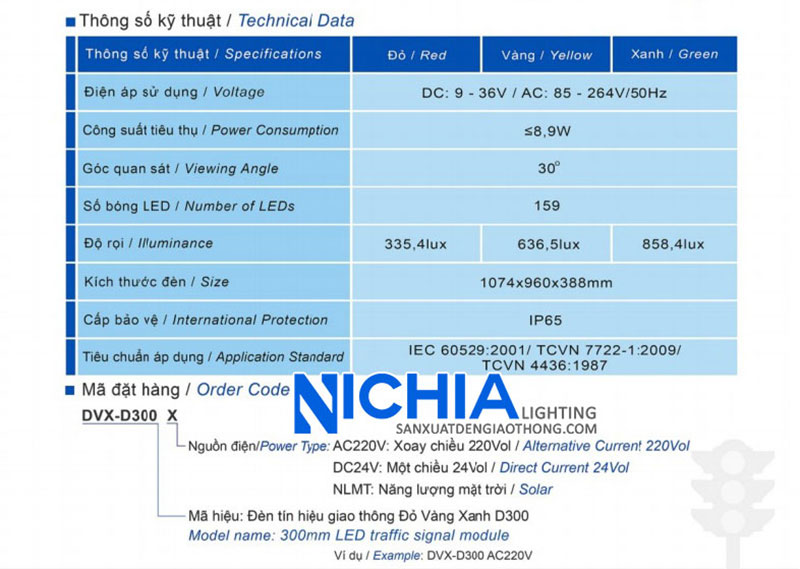 Thông số kỹ thuật / Technical Data
Thông số kỹ thuật / Specifications Đỏ / Red Vàng / Yellow Xanh / Green
Điện áp sử dụng / Voltage DC: 9 - 36V / AC: 85 - 264V/50Hz
Công suất tiêu thụ / Power Consumption ≤8,9W
Góc quan sát / Viewing Angle 30°
Số bóng LED / Number of LEDs 159
Độ rọi / Illuminance 335,4lux 636,5lux 858,4lux
Kích thước đèn / Size 1074x960x388mm
Cấp bảo vệ / International Protection IP65
Tiêu chuẩn áp dụng / Application Standard IEC 60529:2001/ TCVN 7722-1:2009/
TCVN 4436:1987
Mã đặt hàng / Order Code
NICHIA LIGHTING
SANXUATDENGIAOTHONG.COM
DVX-D300 X
Nguồn điện/Power Type: AC220V: Xoay chiều 220Vol / Alternative Current 220Vol
DC24V: Một chiều 24Vol / Direct Current 24Vol
NLMT: Năng lượng mặt trời / Solar
Mã hiệu: Đèn tín hiệu giao thông Đỏ Vàng Xanh D300
Model name: 300mm LED traffic signal module
Ví dụ / Example: DVX-D300 AC220V